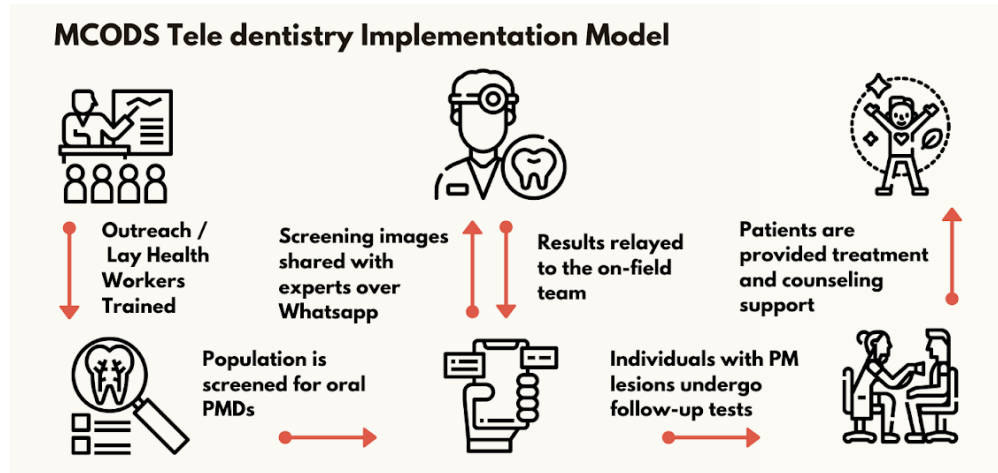 MCODS Tele dentistry Implementation Model
Outreach /
Lay Health
Workers
Trained
Population is
screened for oral
PMDs
Screening images
shared with
experts over
Whatsapp
Results relayed
to the on-field
team
Individuals with PM
lesions undergo
follow-up tests
Patients are
provided treatment
and counseling
support